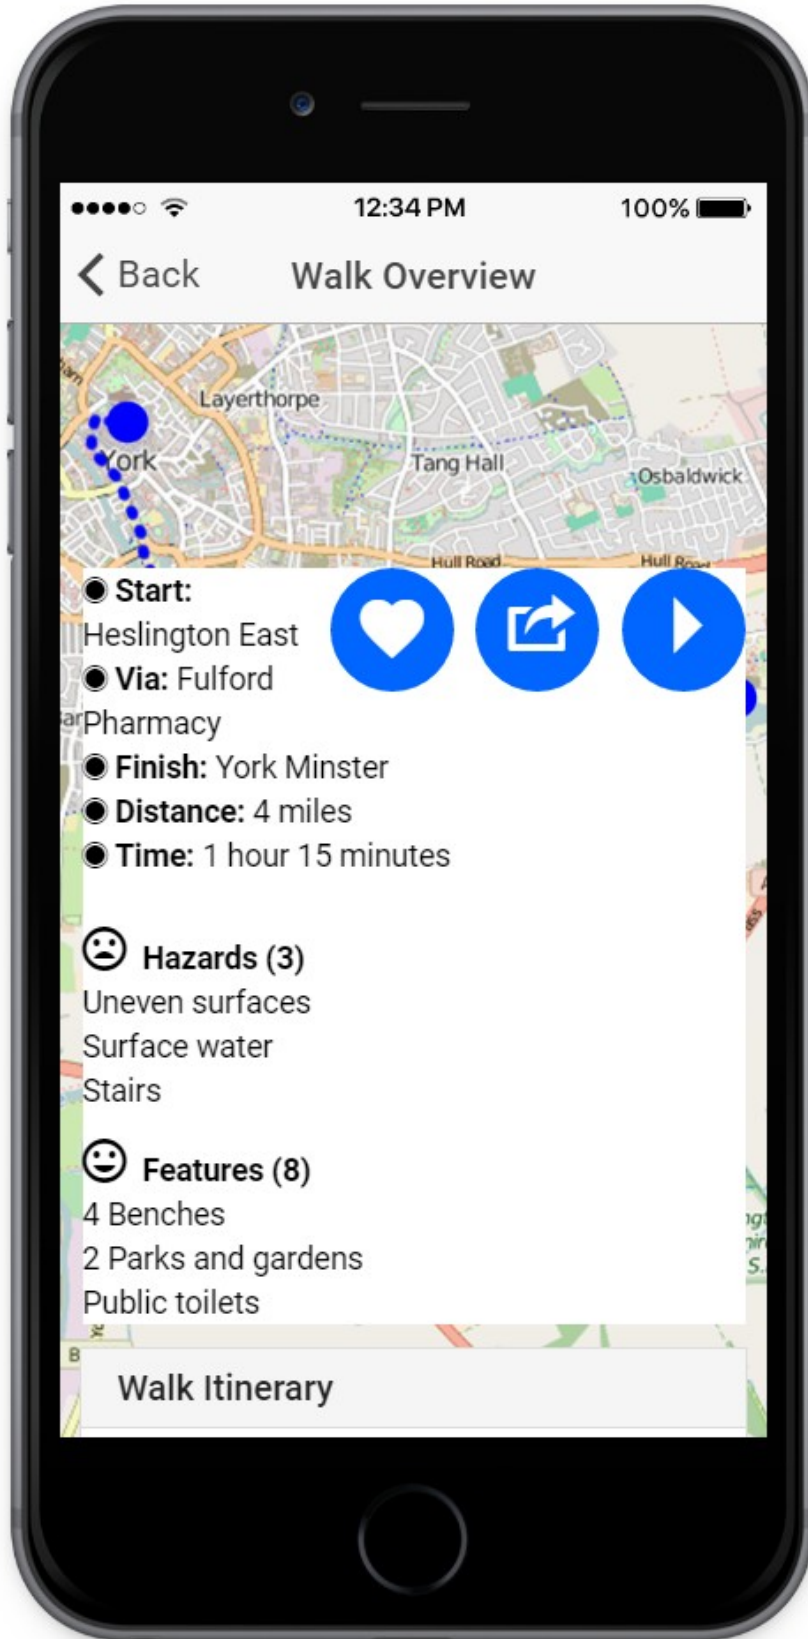 12:34 PM 100%
Back Walk Overview
Layerthorpe
York
Tang Hall
Osbaldwick
Hull Road
Hull Road
Start:
Heslington East
Via: Fulford
Pharmacy
Finish: York Minster
Distance: 4 miles
Time: 1 hour 15 minutes
Hazards (3)
Uneven surfaces
Surface water
Stairs
Features (8)
4 Benches
2 Parks and gardens
Public toilets
Walk Itinerary